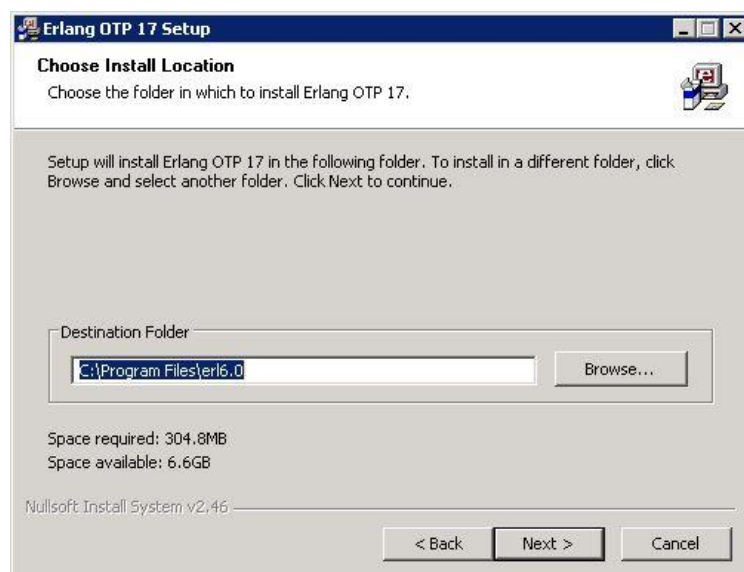 Erlang OTP 17 Setup
Choose Install Location
Choose the folder in which to install Erlang OTP 17.
Setup will install Erlang OTP 17 in the following folder. To install in a different folder, click
Browse and select another folder. Click Next to continue.
Destination Folder
C:\Program Files\erl6.0
Browse...
Space required: 304.8MB
Space available: 6.6GB
Nullsoft Install System v2.46
< Back
Next >
Cancel